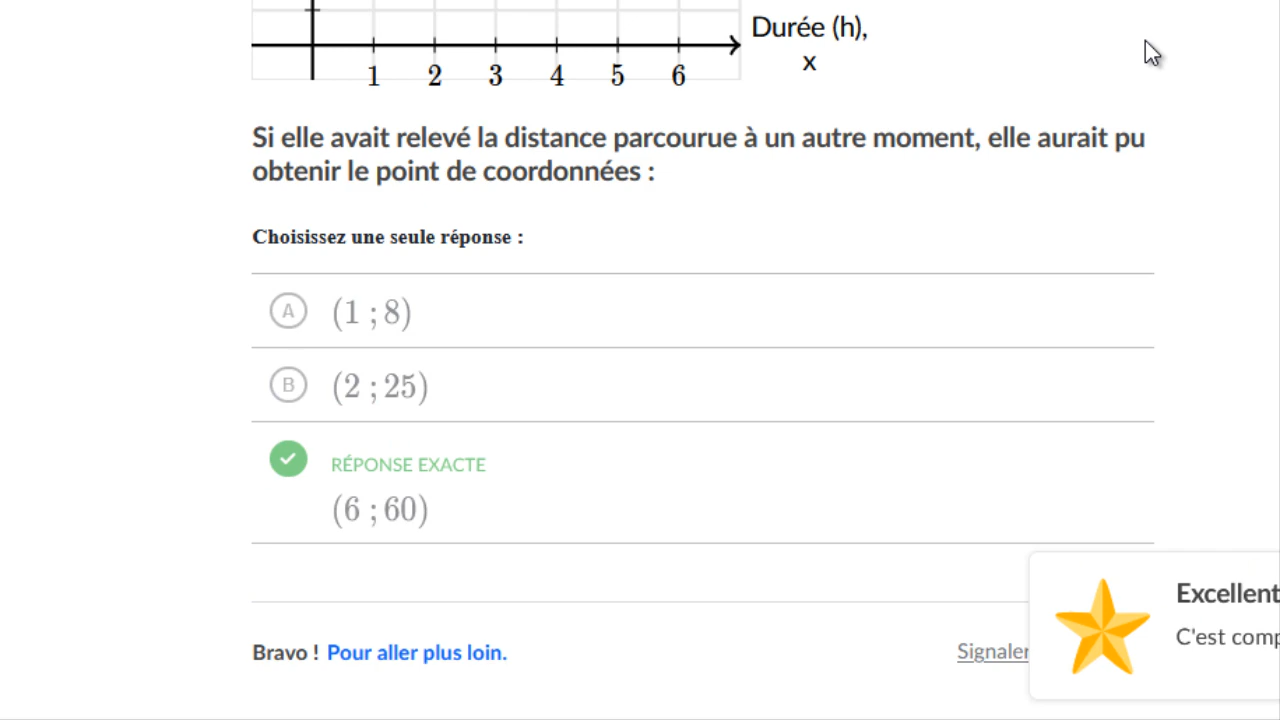 Durée (h),
x
1 2 3 4 5 6
Si elle avait relevé la distance parcourue à un autre moment, elle aurait pu
obtenir le point de coordonnées :
Choisissez une seule réponse :
A (1 ; 8)
B (2 ; 25)
RÉPONSE EXACTE
(6 ; 60)
Excellent
C'est comp
Bravo ! Pour aller plus loin.
Signaler